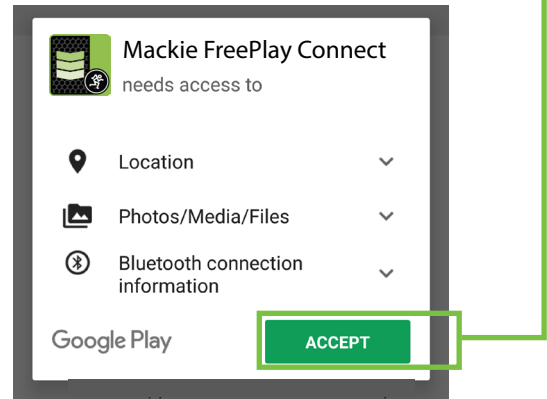 Mackie FreePlay Connect
needs access to
Location
Photos/Media/Files
Bluetooth connection
information
Google Play
ACCEPT